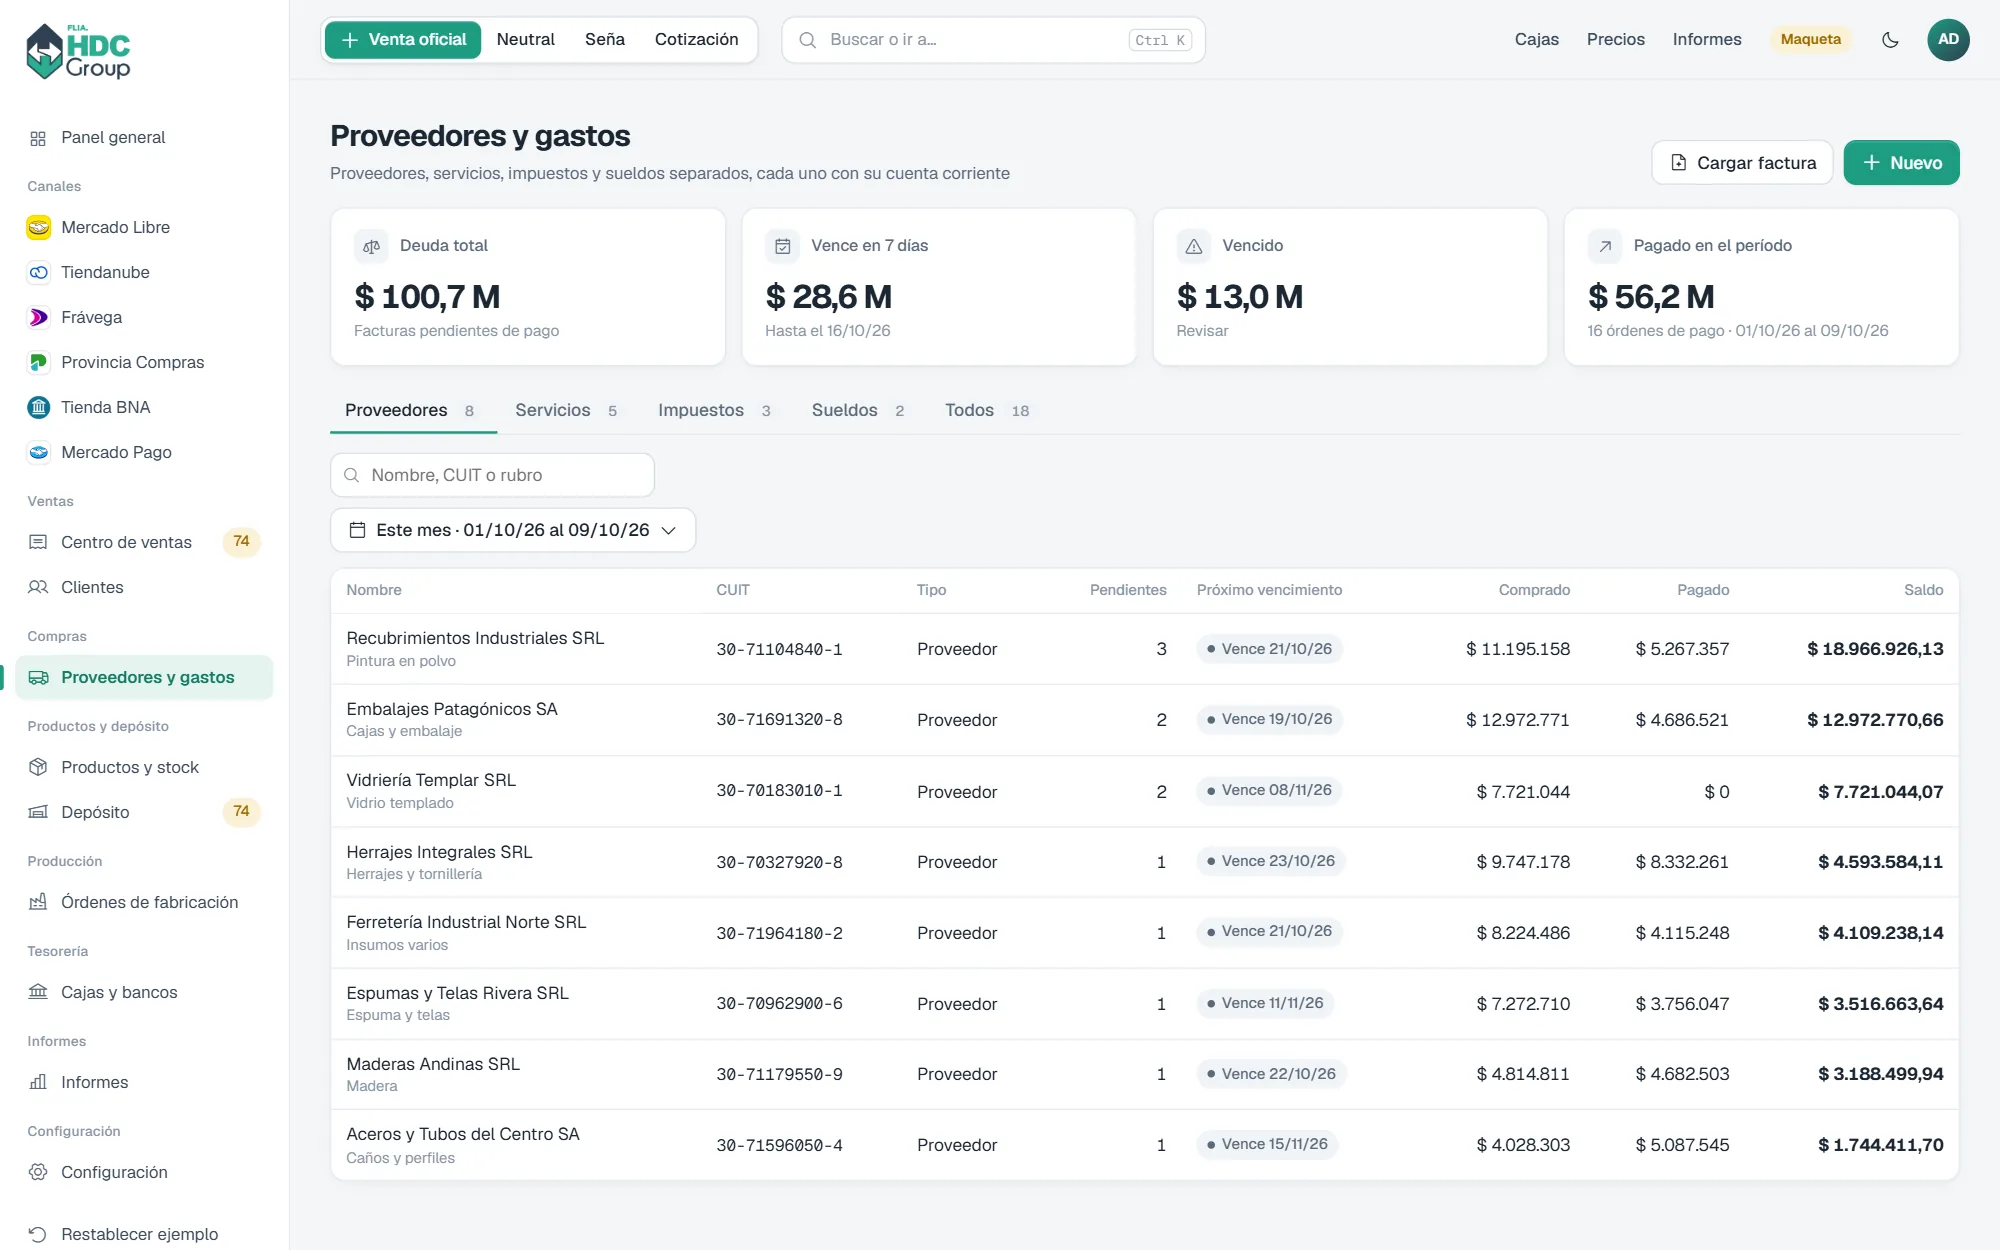 FLIA.
HDC
Group
Venta oficial
Neutral
Seña
Cotización
Buscar o ir a...
Ctrl K
Cajas
Precios
Informes
Maqueta
AD
Panel general
Canales
Mercado Libre
Tiendanube
Frávega
Provincia Compras
Tienda BNA
Mercado Pago
Ventas
Centro de ventas 74
Clientes
Compras
Proveedores y gastos
Productos y depósito
Productos y stock
Depósito 74
Producción
Órdenes de fabricación
Tesorería
Cajas y bancos
Informes
Informes
Configuración
Configuración
Restablecer ejemplo
Proveedores y gastos
Proveedores, servicios, impuestos y sueldos separados, cada uno con su cuenta corriente
Cargar factura
Nuevo
Deuda total
$ 100,7 M
Facturas pendientes de pago
Vence en 7 días
$ 28,6 M
Hasta el 16/10/26
Vencido
$ 13,0 M
Revisar
Pagado en el período
$ 56,2 M
16 órdenes de pago · 01/10/26 al 09/10/26
Proveedores 8
Servicios 5
Impuestos 3
Sueldos 2
Todos 18
Nombre, CUIT o rubro
Este mes · 01/10/26 al 09/10/26
Nombre CUIT Tipo Pendientes Próximo vencimiento Comprado Pagado Saldo
Recubrimientos Industriales SRL 30-71104840-1 Proveedor 3 Vence 21/10/26 $ 11.195.158 $ 5.267.357 $ 18.966.926,13
Pintura en polvo
Embalajes Patagónicos SA 30-71691320-8 Proveedor 2 Vence 19/10/26 $ 12.972.771 $ 4.686.521 $ 12.972.770,66
Cajas y embalaje
Vidriería Templar SRL 30-70183010-1 Proveedor 2 Vence 08/11/26 $ 7.721.044 $ 0 $ 7.721.044,07
Vidrio templado
Herrajes Integrales SRL 30-70327920-8 Proveedor 1 Vence 23/10/26 $ 9.747.178 $ 8.332.261 $ 4.593.584,11
Herrajes y tornillería
Ferretería Industrial Norte SRL 30-71964180-2 Proveedor 1 Vence 21/10/26 $ 8.224.486 $ 4.115.248 $ 4.109.238,14
Insumos varios
Espumas y Telas Rivera SRL 30-70962900-6 Proveedor 1 Vence 11/11/26 $ 7.272.710 $ 3.756.047 $ 3.516.663,64
Espuma y telas
Maderas Andinas SRL 30-71179550-9 Proveedor 1 Vence 22/10/26 $ 4.814.811 $ 4.682.503 $ 3.188.499,94
Madera
Aceros y Tubos del Centro SA 30-71596050-4 Proveedor 1 Vence 15/11/26 $ 4.028.303 $ 5.087.545 $ 1.744.411,70
Caños y perfiles